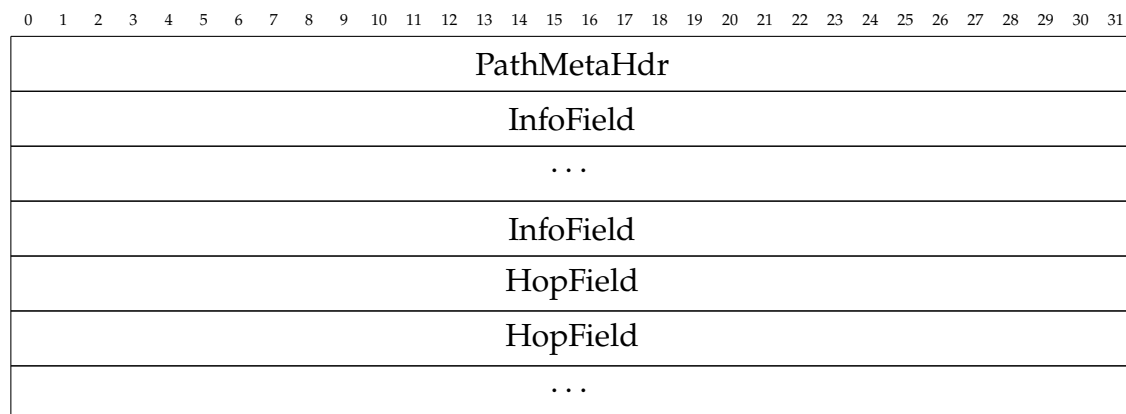 0 1 2 3 4 5 6 7 8 9 10 11 12 13 14 15 16 17 18 19 20 21 22 23 24 25 26 27 28 29 30 31
PathMetaHdr
InfoField
...
InfoField
HopField
HopField
...